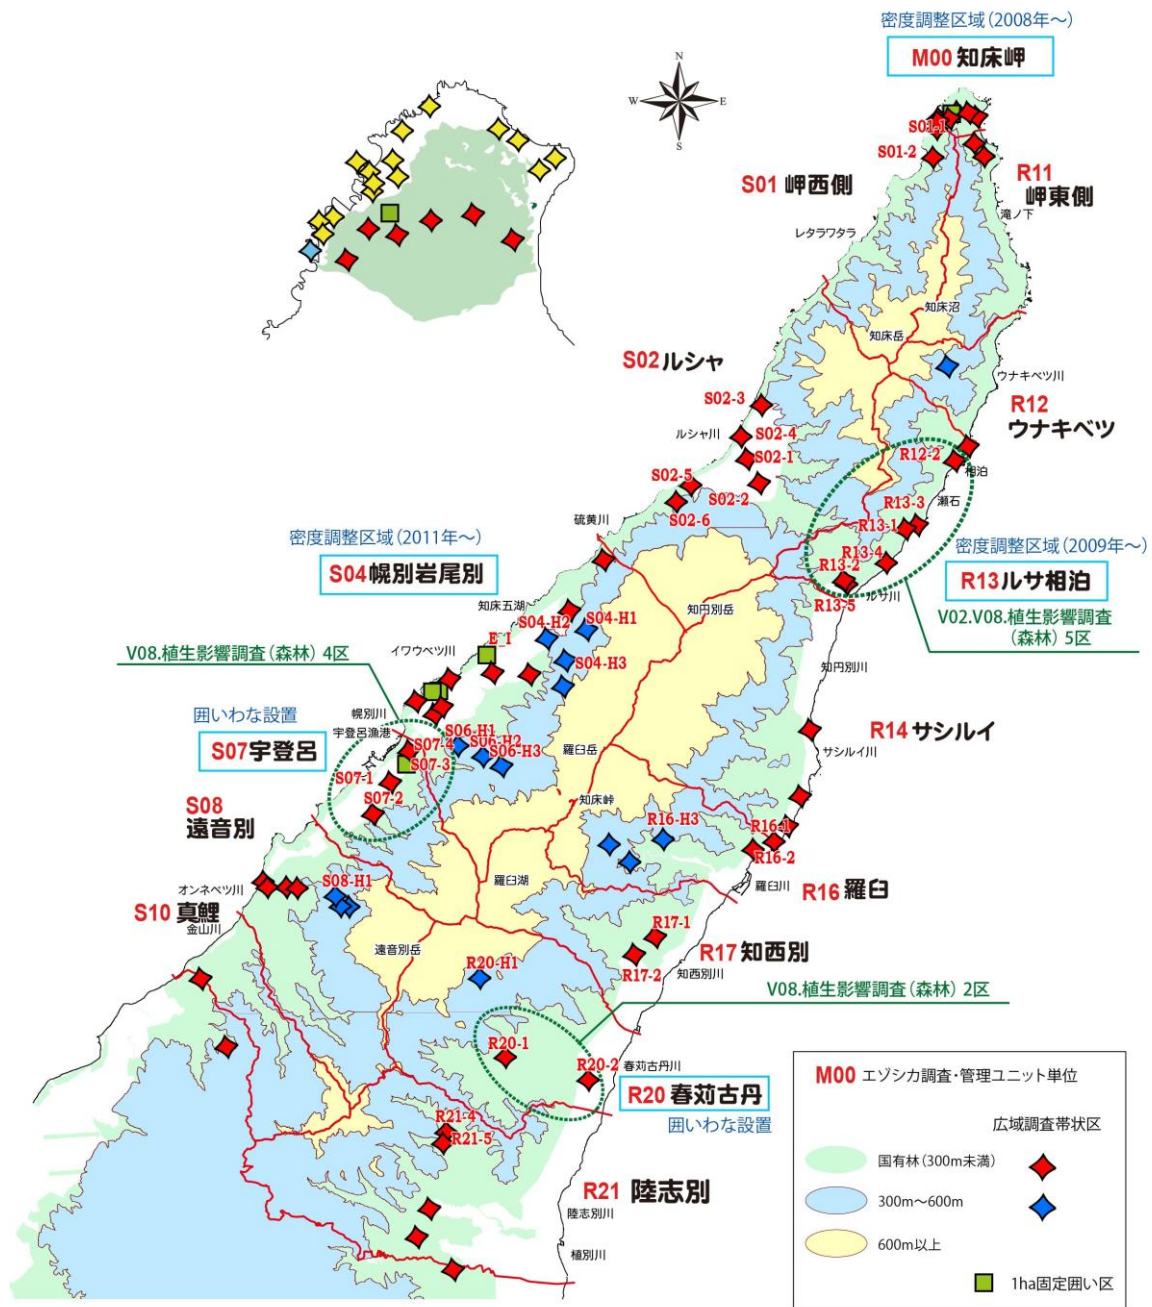 密度調整区域(2008年～)
M00 知床岬
N
W
E
S
S01-1
S01-2
R11
岬東側
S01 岬西側
滝ノ下
レタラワタラ
知床沼
知床岳
S02 ルシャ
ウナキベツ川
S02-3
R12
ウナキベツ
ルシャ川
S02-4
S02-1
R12-2
相泊
S02-5
S02-2
S02-6
瀬石
R13-3
R13-1
硫黄川
密度調整区域(2011年～)
S04 幌別岩尾別
密度調整区域(2009年～)
R13 ルサ相泊
R13-4
R13-2
R13-5
ルサ川
知床五湖
知円別岳
V02.V08.植生影響調査
(森林) 5区
S04-H2
S04-H1
E_I
V08.植生影響調査(森林) 4区
イワウベツ川
S04-H3
知円別川
囲いわな設置
S07 宇登呂
幌別川
宇登呂漁港
S06-H1
S06-H2
S06-H3
S07-4
S07-3
R14 サシルイ
サシルイ川
羅臼岳
S07-1
S07-2
S08
遠音別
知床峠
R16-H3
R16-1
R16-2
羅臼湖
羅臼川
R16 羅臼
オンネベツ川
S08-H1
S10 真鯉
金山川
R17-1
R17 知西別
遠音別岳
R17-2
知西別川
R20-H1
V08.植生影響調査(森林) 2区
R20-1
R20-2
春苅古丹川
R20 春苅古丹
囲いわな設置
R21-4
R21-5
R21 陸志別
陸志別川
植別川
M00 エゾシカ調査・管理ユニット単位
広域調査帯状区
国有林(300m未満)
300m～600m
600m以上
1ha固定囲い区